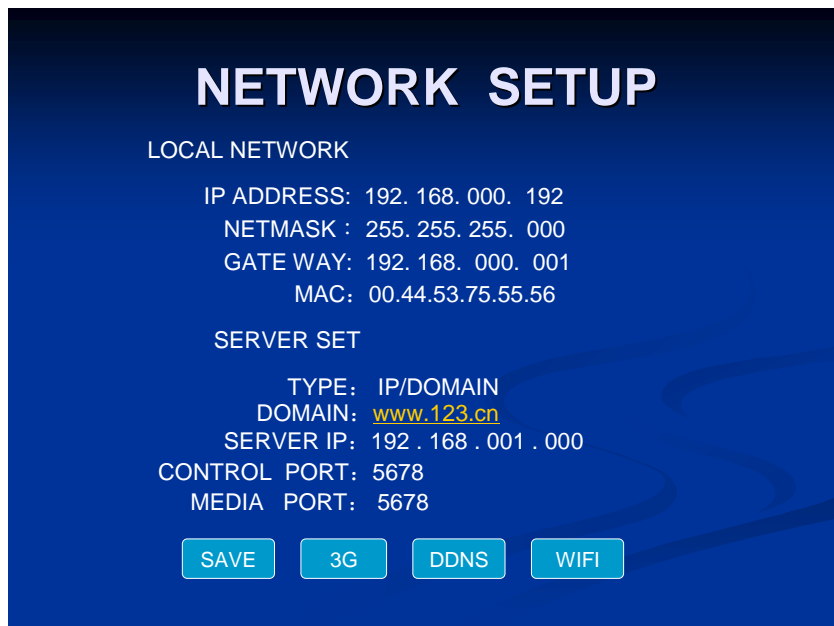 NETWORK SETUP
LOCAL NETWORK
IP ADDRESS: 192. 168. 000. 192
NETMASK : 255. 255. 255. 000
GATE WAY: 192. 168. 000. 001
MAC: 00.44.53.75.55.56
SERVER SET
TYPE: IP/DOMAIN
DOMAIN: www.123.cn
SERVER IP: 192 . 168 . 001 . 000
CONTROL PORT: 5678
MEDIA PORT: 5678
SAVE 3G DDNS WIFI